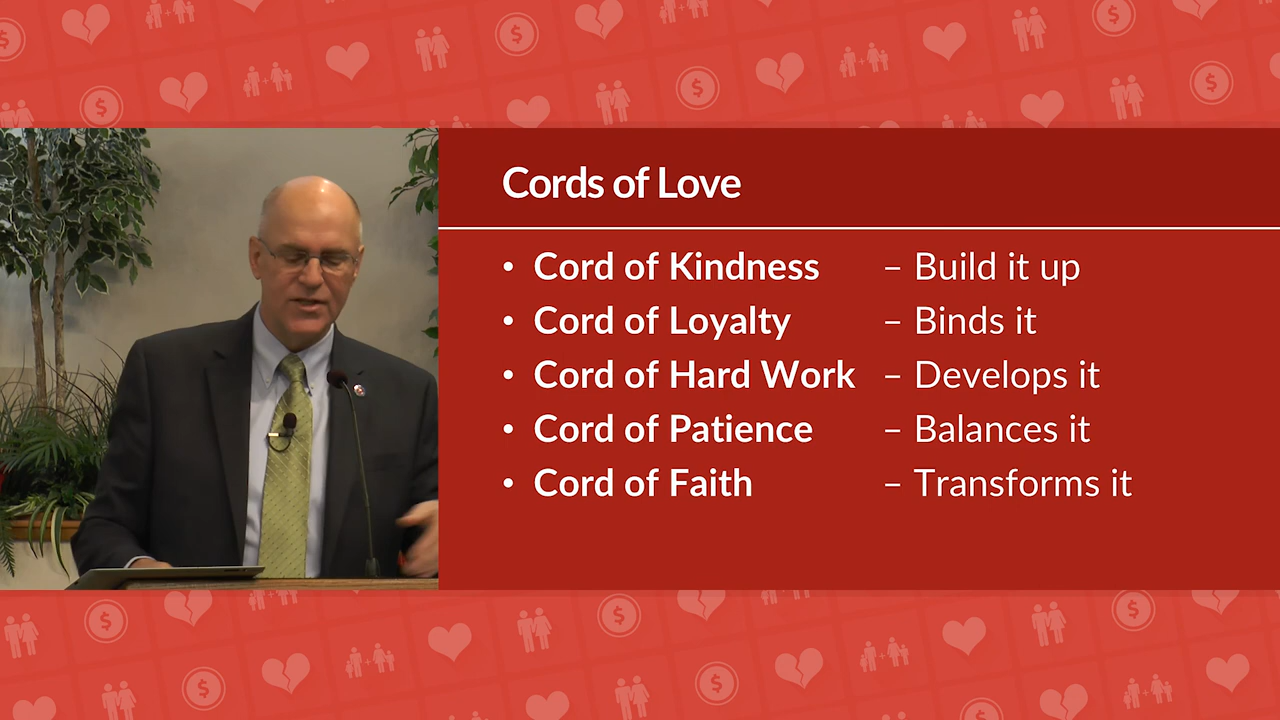 Cords of Love
• Cord of Kindness – Build it up
• Cord of Loyalty – Binds it
• Cord of Hard Work – Develops it
• Cord of Patience – Balances it
• Cord of Faith – Transforms it